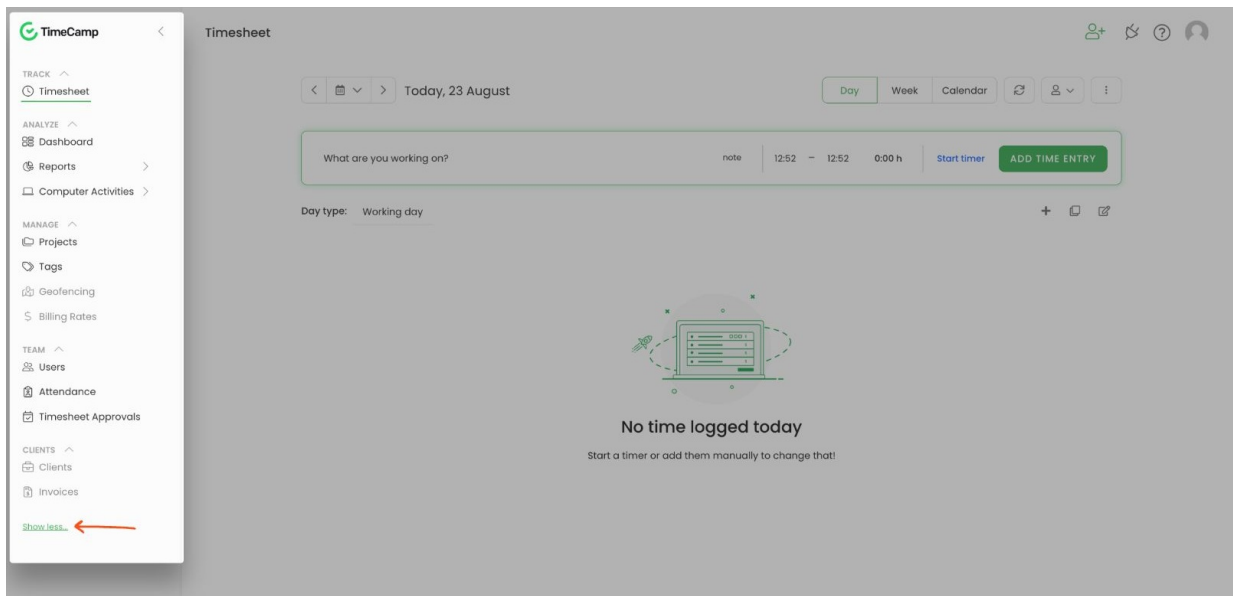 TimeCamp
TRACK
Timesheet
ANALYZE
Dashboard
Reports
Computer Activities
MANAGE
Projects
Tags
Geofencing
Billing Rates
TEAM
Users
Attendance
Timesheet Approvals
CLIENTS
Clients
Invoices
Show less...
Timesheet
Today, 23 August
Day Week Calendar
What are you working on? note 12:52 – 12:52 0:00 h Start timer ADD TIME ENTRY
Day type: Working day
No time logged today
Start a timer or add them manually to change that!